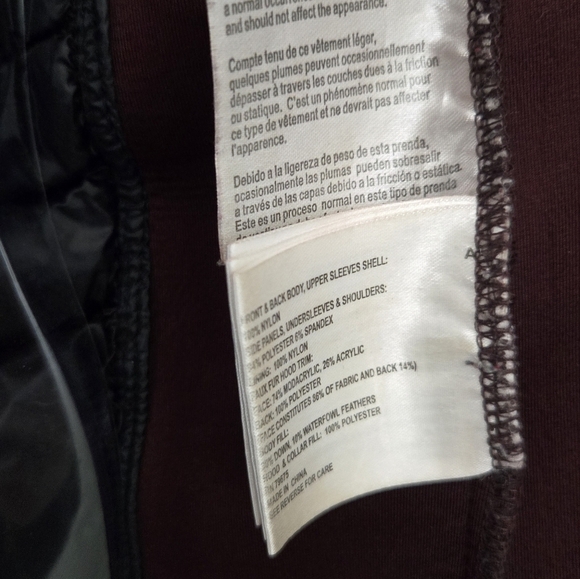 a normal
and should not affect the appearance.
Compte tenu de ce vêtement léger,
quelques plumes peuvent occasionnellement
dépasser à travers les couches dues à la friction
ou statique. C'est un phénomène normal pour
ce type de vêtement et ne devrait pas affecter
l'apparence.
Debido a la ligereza de peso de esta prenda,
ocasionalmente las plumas pueden sobresalir
a través de las capas debido a la fricción o estática.
Este es un proceso normal en este tipo de prenda
FRONT & BACK BODY, UPPER SLEEVES SHELL:
100% NYLON
SIDE PANELS, UNDERSLEEVES & SHOULDERS:
94% POLYESTER 6% SPANDEX
LINING: 100% NYLON
FAUX FUR HOOD TRIM:
FACE: 74% MODACRYLIC, 26% ACRYLIC
BACK: 100% POLYESTER
(FACE CONSTITUTES 86% OF FABRIC AND BACK 14%)
BODY FILL:
90% DOWN, 10% WATERFOWL FEATHERS
HOOD & COLLAR FILL: 100% POLYESTER
MADE IN CHINA
SEE REVERSE FOR CARE